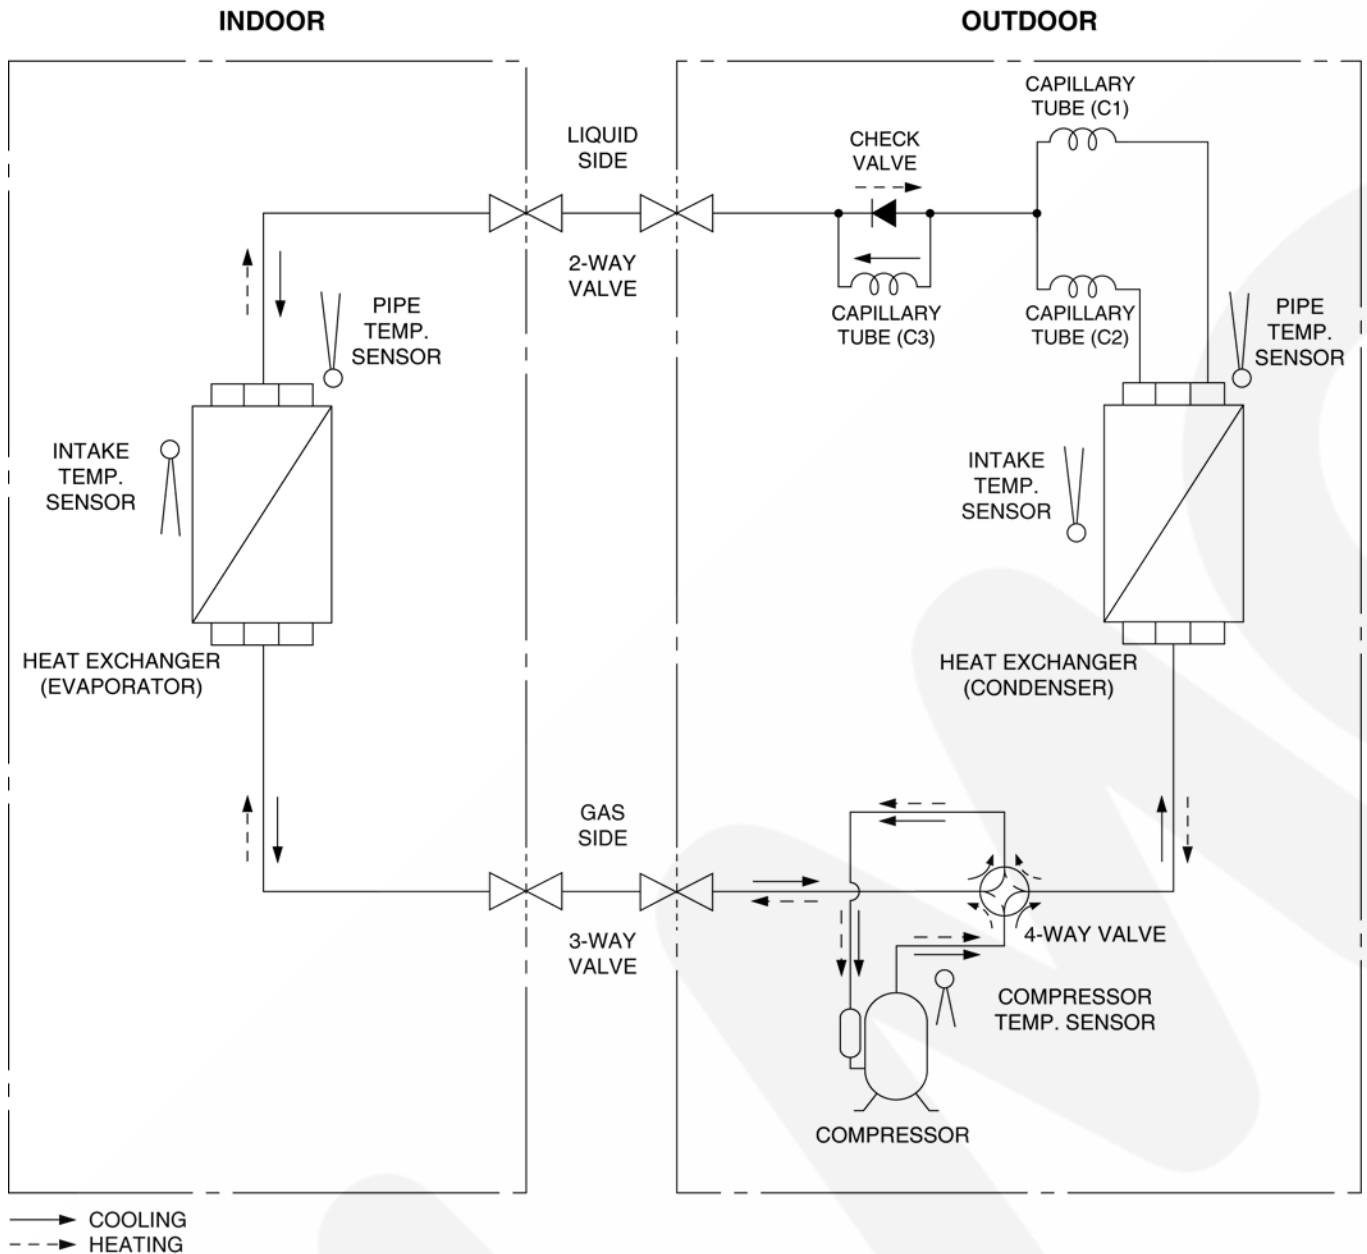 INDOOR
OUTDOOR
CAPILLARY
TUBE (C1)
LIQUID
SIDE
CHECK
VALVE
2-WAY
VALVE
CAPILLARY
TUBE (C3)
CAPILLARY
TUBE (C2)
PIPE
TEMP.
SENSOR
PIPE
TEMP.
SENSOR
INTAKE
TEMP.
SENSOR
INTAKE
TEMP.
SENSOR
HEAT EXCHANGER
(EVAPORATOR)
HEAT EXCHANGER
(CONDENSER)
GAS
SIDE
3-WAY
VALVE
4-WAY VALVE
COMPRESSOR
TEMP. SENSOR
COMPRESSOR
COOLING
HEATING